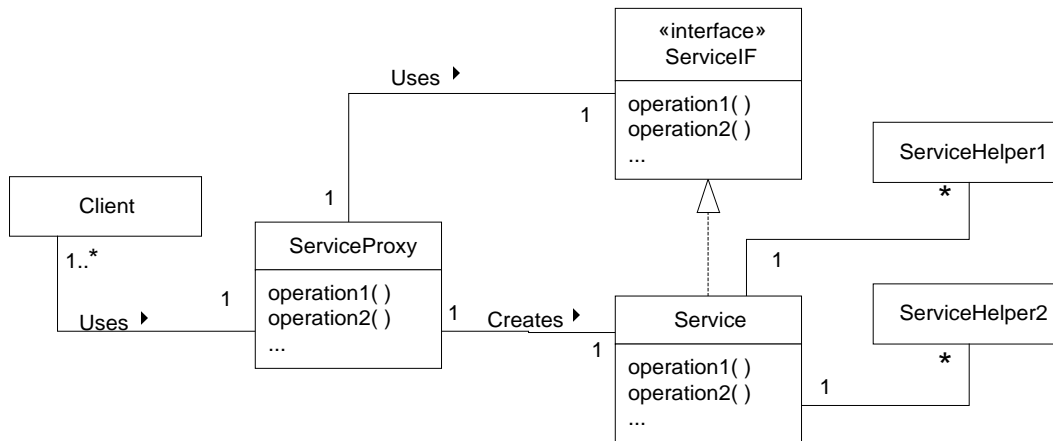 «interface»
ServiceIF
operation1( )
operation2( )
...
Uses
1
1
ServiceHelper1
*
1
Client
1..*
Uses
1
ServiceProxy
operation1( )
operation2( )
...
1
Creates
1
Service
operation1( )
operation2( )
...
ServiceHelper2
*
1